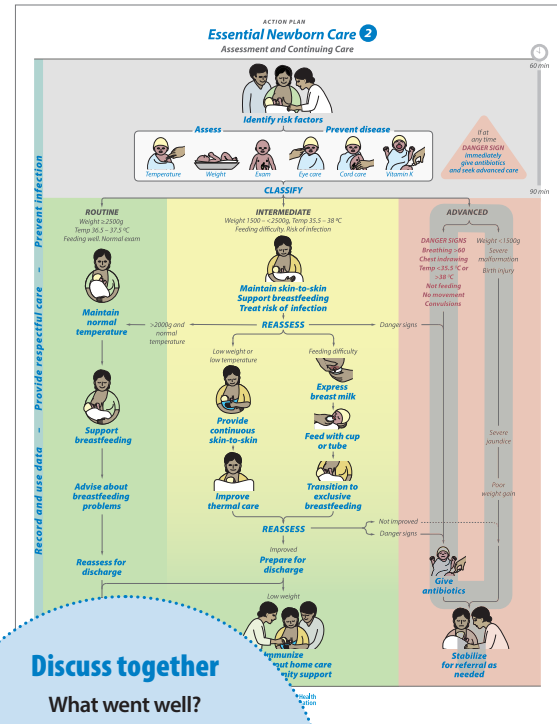 ACTION PLAN
Essential Newborn Care 2
Assessment and Continuing Care
60 min
Identify risk factors
Assess
Prevent disease
Temperature
Weight
Exam
Eye care
Cord care
Vitamin K
If at
any time
DANGER SIGN
immediately
give antibiotics
and seek advanced care
CLASSIFY
90 min
Prevent infection
–
Provide respectful care
–
Record and use data
ROUTINE
Weight ≥2500g
Temp 36.5 – 37.5 ºC
Feeding well. Normal exam
Maintain
normal
temperature
Support
breastfeeding
Advise about
breastfeeding
problems
Reassess for
discharge
INTERMEDIATE
Weight 1500 – <2500g, Temp 35.5 – 38 ºC
Feeding difficulty. Risk of infection
Maintain skin-to-skin
Support breastfeeding
Treat risk of infection
REASSESS
>2000g and
normal
temperature
Danger signs
Low weight or
low temperature
Provide
continuous
skin-to-skin
Improve
thermal care
Feeding difficulty
Express
breast milk
Feed with cup
or tube
Transition to
exclusive
breastfeeding
REASSESS
Not improved
Danger signs
Improved
Prepare for
discharge
Low weight
mmunize
out home care
nity support
ADVANCED
DANGER SIGNS
Breathing >60
Chest indrawing
Temp <35.5 ºC or
>38 ºC
Not feeding
No movement
Convulsions
Weight <1500g
Severe
malformation
Birth injury
Severe
jaundice
Poor
weight gain
Give
antibiotics
Stabilize
for referral as
needed
Discuss together
What went well?
Health
ation